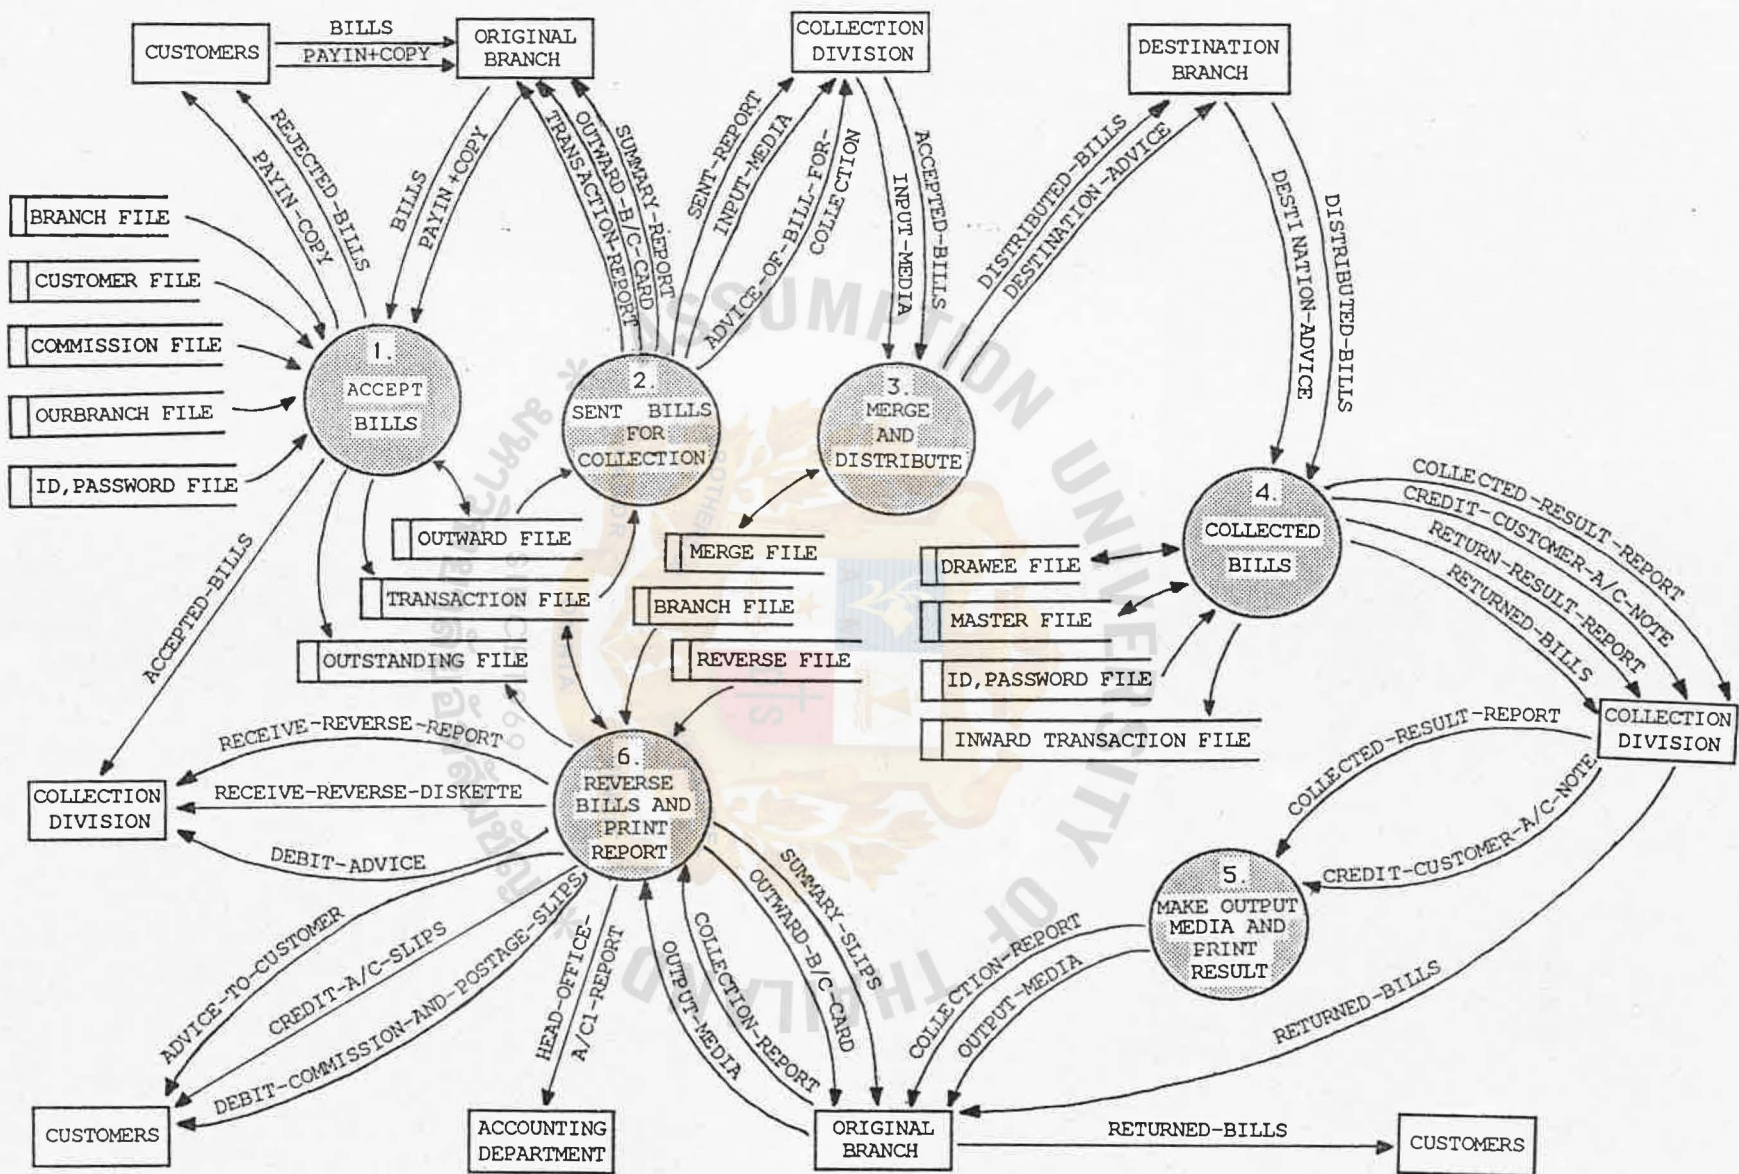 CUSTOMERS
BILLS
PAYIN+COPY
ORIGINAL
BRANCH
COLLECTION
DIVISION
DESTINATION
BRANCH
REJECTED-BILLS
PAYIN-COPY
BILLS
PAYIN+COPY
SUMMARY-REPORT
OUTWARD-B/C-CARD
TRANSACTION-REPORT
SENT-REPORT
INPUT-MEDIA
ADVICE-OF-BILL-FOR-
COLLECTION
ACCEPTED-BILLS
INPUT-MEDIA
DISTRIBUTED-BILLS
DESTINATION-ADVICE
DISTRIBUTED-BILLS
DESTINATION-ADVICE
BRANCH FILE
CUSTOMER FILE
COMMISSION FILE
OURBRANCH FILE
ID,PASSWORD FILE
1.
ACCEPT
BILLS
2.
SENT BILLS
FOR
COLLECTION
3.
MERGE
AND
DISTRIBUTE
4.
COLLECTED
BILLS
OUTWARD FILE
TRANSACTION FILE
OUTSTANDING FILE
MERGE FILE
BRANCH FILE
REVERSE FILE
DRAWEE FILE
MASTER FILE
ID,PASSWORD FILE
INWARD TRANSACTION FILE
COLLECTED-RESULT-REPORT
CREDIT-CUSTOMER-A/C-NOTE
RETURN-RESULT-REPORT
RETURNED-BILLS
ACCEPTED-BILLS
COLLECTION
DIVISION
COLLECTED-RESULT-REPORT
CREDIT-CUSTOMER-A/C-NOTE
RECEIVE-REVERSE-REPORT
RECEIVE-REVERSE-DISKETTE
DEBIT-ADVICE
COLLECTION
DIVISION
6.
REVERSE
BILLS AND
PRINT
REPORT
5.
MAKE OUTPUT
MEDIA AND
PRINT
RESULT
ADVICE-TO-CUSTOMER
CREDIT-A/C-SLIPS
DEBIT-COMMISSION-AND-POSTAGE-SLIPS
HEAD-OFFICE-
A/C1-REPORT
OUTPUT-MEDIA
COLLECTION-REPORT
OUTWARD-B/C-CARD
SUMMARY-SLIPS
COLLECTION-REPORT
OUTPUT-MEDIA
RETURNED-BILLS
CUSTOMERS
ACCOUNTING
DEPARTMENT
ORIGINAL
BRANCH
RETURNED-BILLS
CUSTOMERS
ASSUMPTION UNIVERSITY OF THAILAND